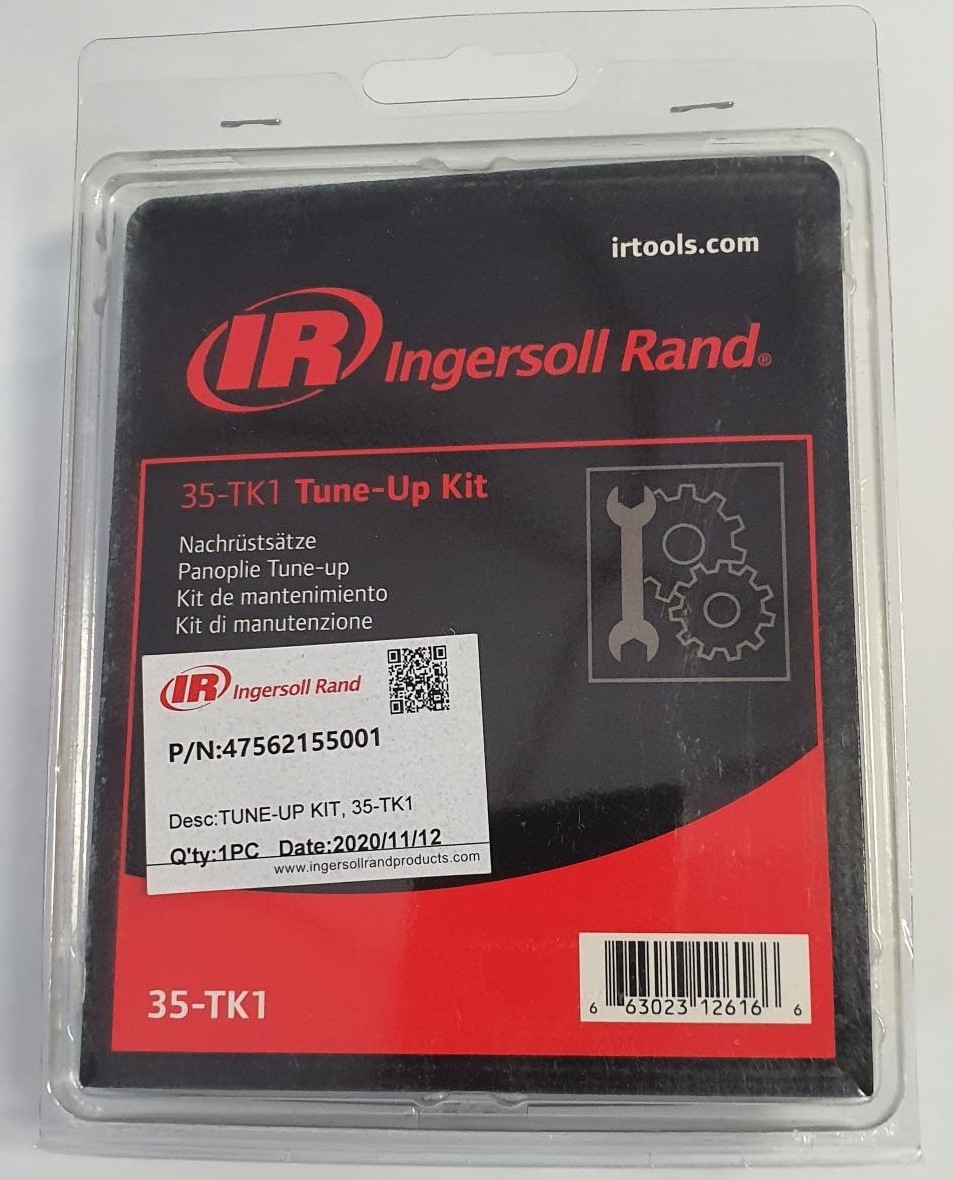 irtools.com
IR Ingersoll Rand®
35-TK1 Tune-Up Kit
Nachrüstsätze
Panoplie Tune-up
Kit de mantenimiento
Kit di manutenzione
IR Ingersoll Rand
P/N:47562155001
Desc:TUNE-UP KIT, 35-TK1
Q'ty:1PC Date:2020/11/12
www.ingersollrandproducts.com
35-TK1
6 63023 12616 6